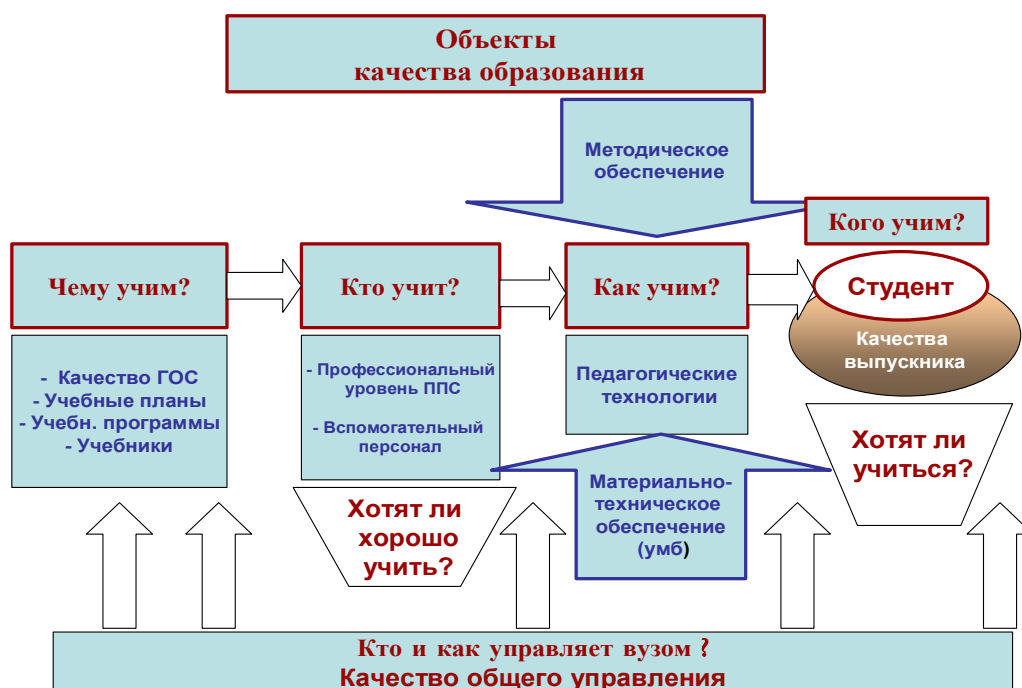 Объекты
качества образования
Методическое
обеспечение
Кого учим?
Чему учим?
Кто учит?
Как учим?
Студент
Качества
выпускника
- Качество ГОС
- Учебные планы
- Учебн. программы
- Учебники
- Профессиональный
уровень ППС
- Вспомогательный
персонал
Педагогические
технологии
Хотят ли
учиться?
Хотят ли
хорошо
учить?
Материально-
техническое
обеспечение
(умб)
Кто и как управляет вузом ?
Качество общего управления